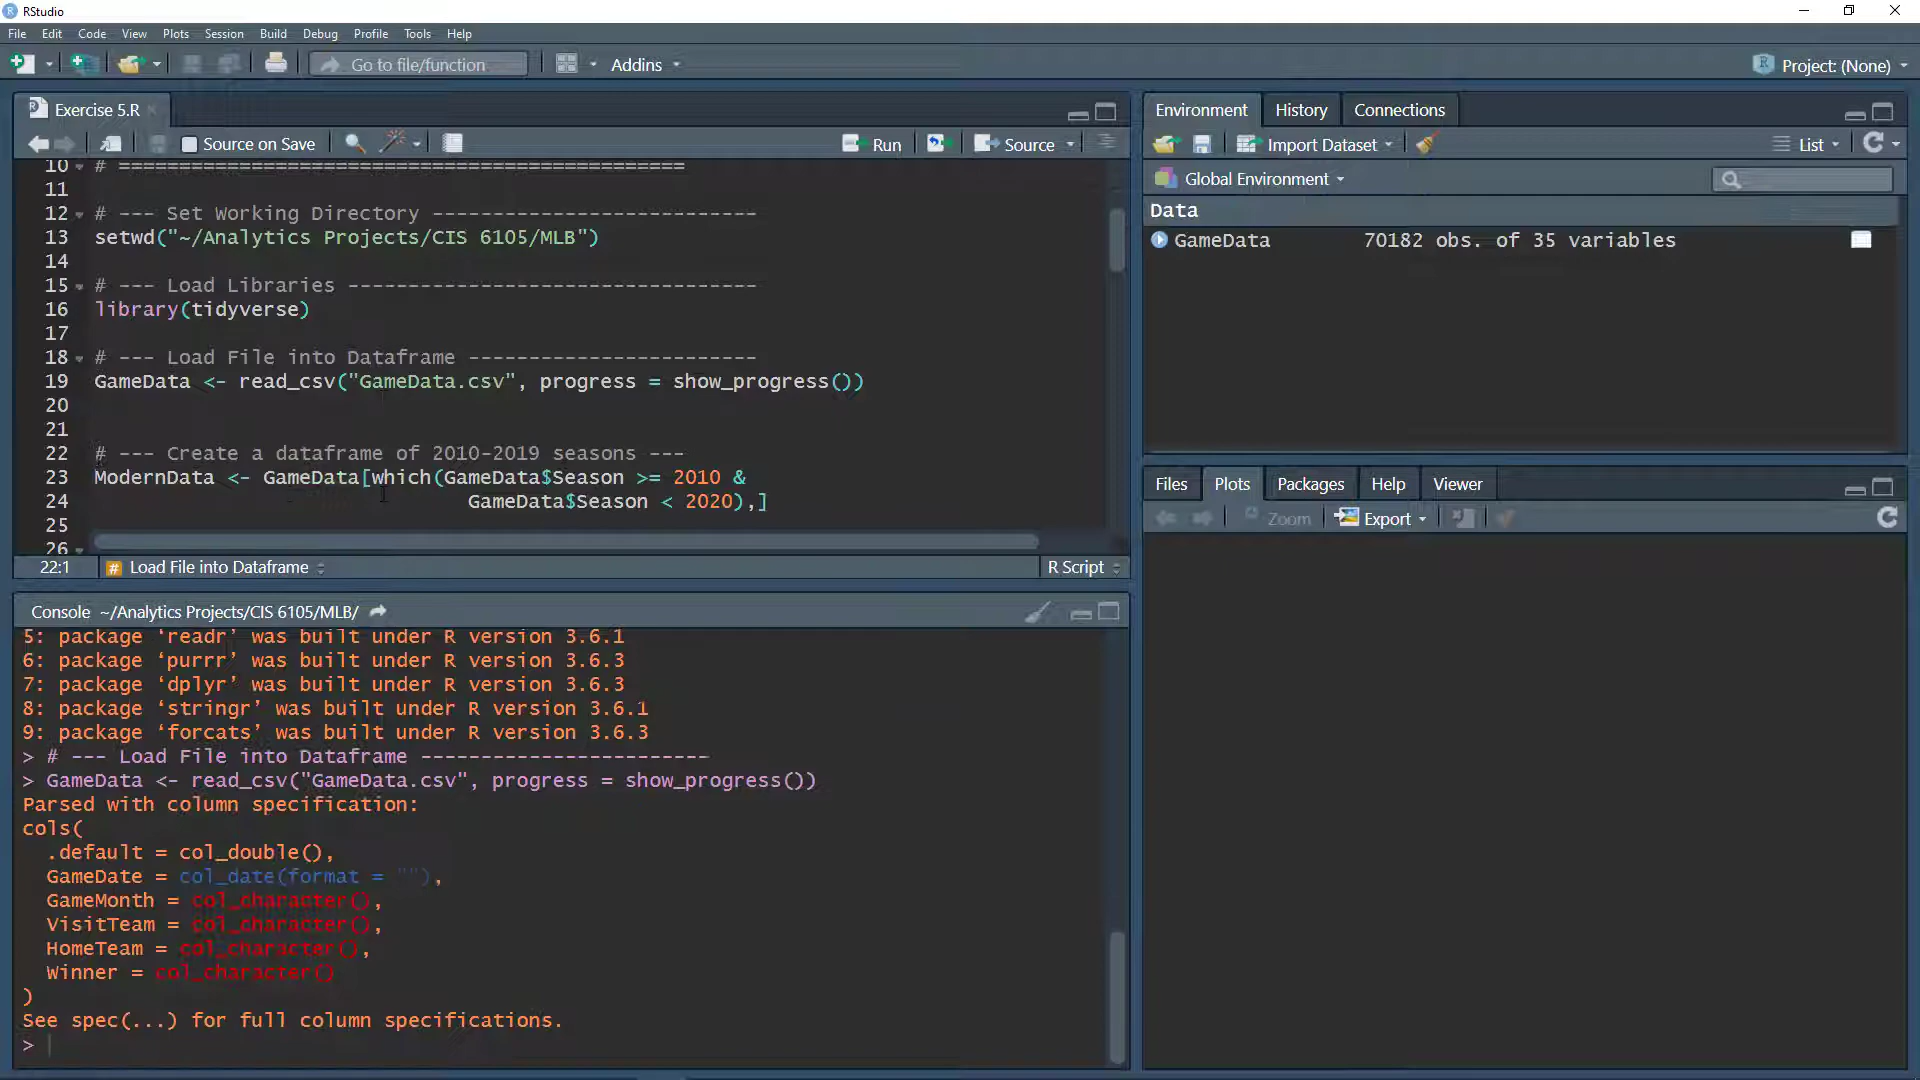 RStudio
File Edit Code View Plots Session Build Debug Profile Tools Help
Go to file/function Addins Project: (None)
Exercise 5.R
Source on Save Run Source
10 # ===============================================
11
12 # --- Set Working Directory ---------------------------
13 setwd("~/Analytics Projects/CIS 6105/MLB")
14
15 # --- Load Libraries ----------------------------------
16 library(tidyverse)
17
18 # --- Load File into Dataframe ------------------------
19 GameData <- read_csv("GameData.csv", progress = show_progress())
20
21
22 # --- Create a dataframe of 2010-2019 seasons ---
23 ModernData <- GameData[which(GameData$Season >= 2010 &
24 GameData$Season < 2020),]
25
26
22:1 # Load File into Dataframe R Script
Console ~/Analytics Projects/CIS 6105/MLB/
5: package ‘readr’ was built under R version 3.6.1
6: package ‘purrr’ was built under R version 3.6.3
7: package ‘dplyr’ was built under R version 3.6.3
8: package ‘stringr’ was built under R version 3.6.1
9: package ‘forcats’ was built under R version 3.6.3
> # --- Load File into Dataframe -------------------------
> GameData <- read_csv("GameData.csv", progress = show_progress())
Parsed with column specification:
cols(
.default = col_double(),
GameDate = col_date(format = ""),
GameMonth = col_character(),
VisitTeam = col_character(),
HomeTeam = col_character(),
Winner = col_character()
)
See spec(...) for full column specifications.
>
Environment History Connections
Import Dataset List
Global Environment
Data
GameData 70182 obs. of 35 variables
Files Plots Packages Help Viewer
Zoom Export